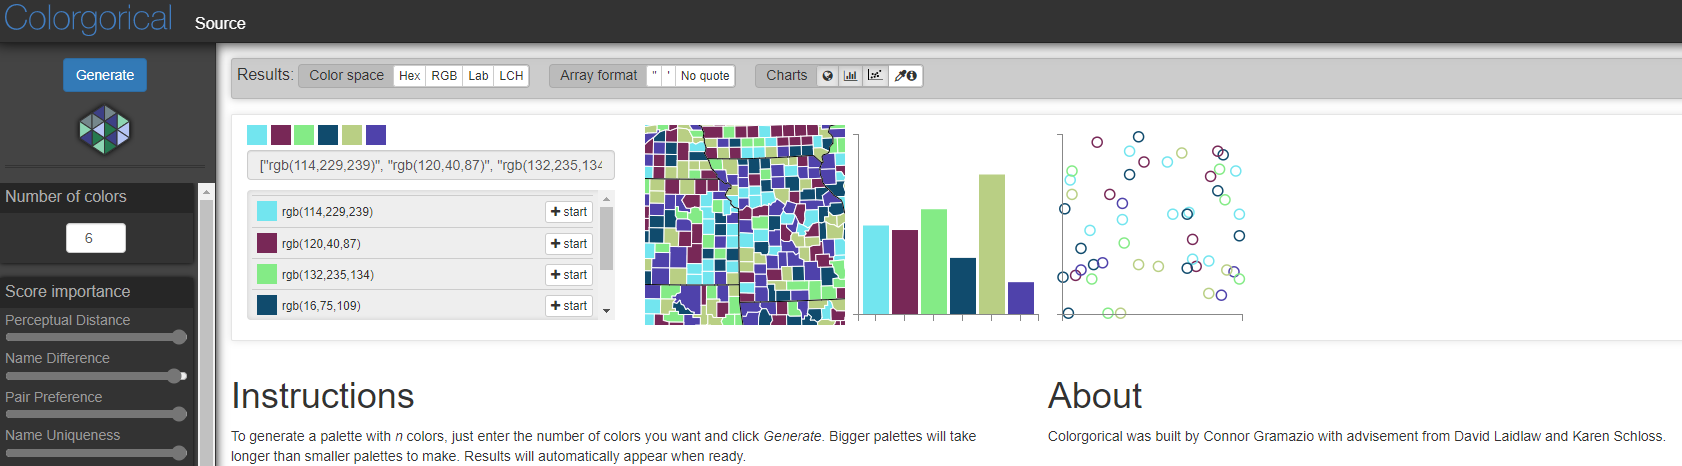 Colorgorical Source
Generate
Number of colors
6
Score importance
Perceptual Distance
Name Difference
Pair Preference
Name Uniqueness
Results: Color space Hex RGB Lab LCH Array format " ' No quote Charts
["rgb(114,229,239)", "rgb(120,40,87)", "rgb(132,235,134
rgb(114,229,239) + start
rgb(120,40,87) + start
rgb(132,235,134) + start
rgb(16,75,109) + start
Instructions
To generate a palette with n colors, just enter the number of colors you want and click Generate. Bigger palettes will take
longer than smaller palettes to make. Results will automatically appear when ready.
About
Colorgorical was built by Connor Gramazio with advisement from David Laidlaw and Karen Schloss.